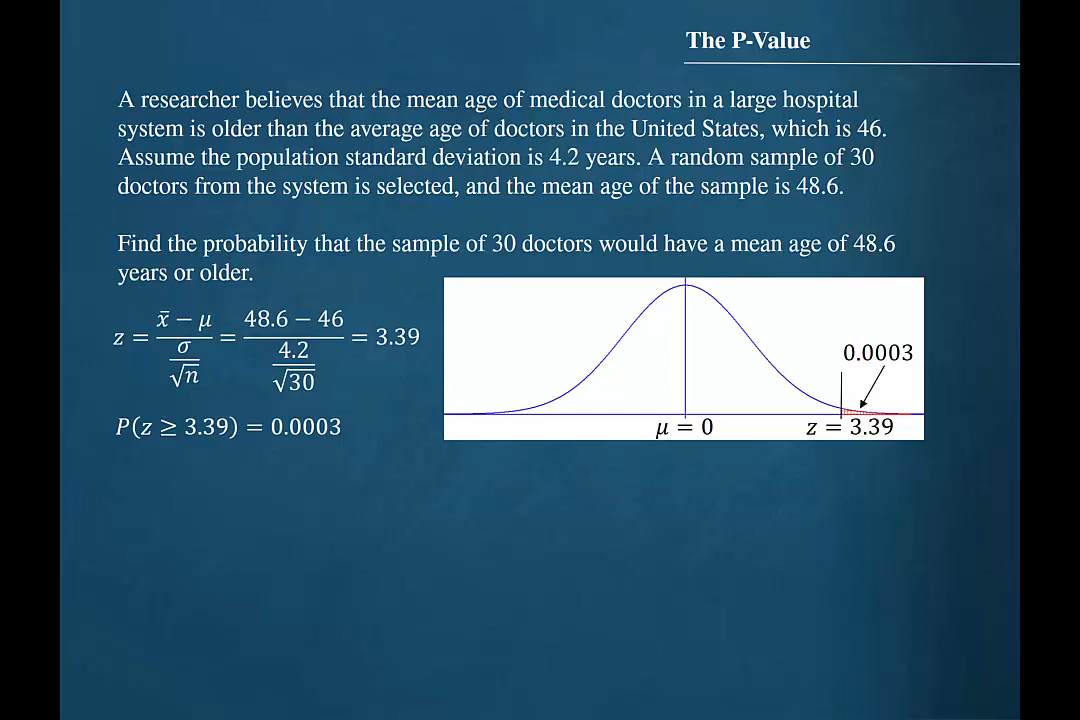 The P-Value
A researcher believes that the mean age of medical doctors in a large hospital
system is older than the average age of doctors in the United States, which is 46.
Assume the population standard deviation is 4.2 years. A random sample of 30
doctors from the system is selected, and the mean age of the sample is 48.6.
Find the probability that the sample of 30 doctors would have a mean age of 48.6
years or older.
z = (x̄ − μ)/(σ/√n) = (48.6 − 46)/(4.2/√30) = 3.39
P(z ≥ 3.39) = 0.0003
0.0003
μ = 0 z = 3.39